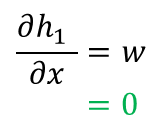 ∂h₁/∂x = w
= 0